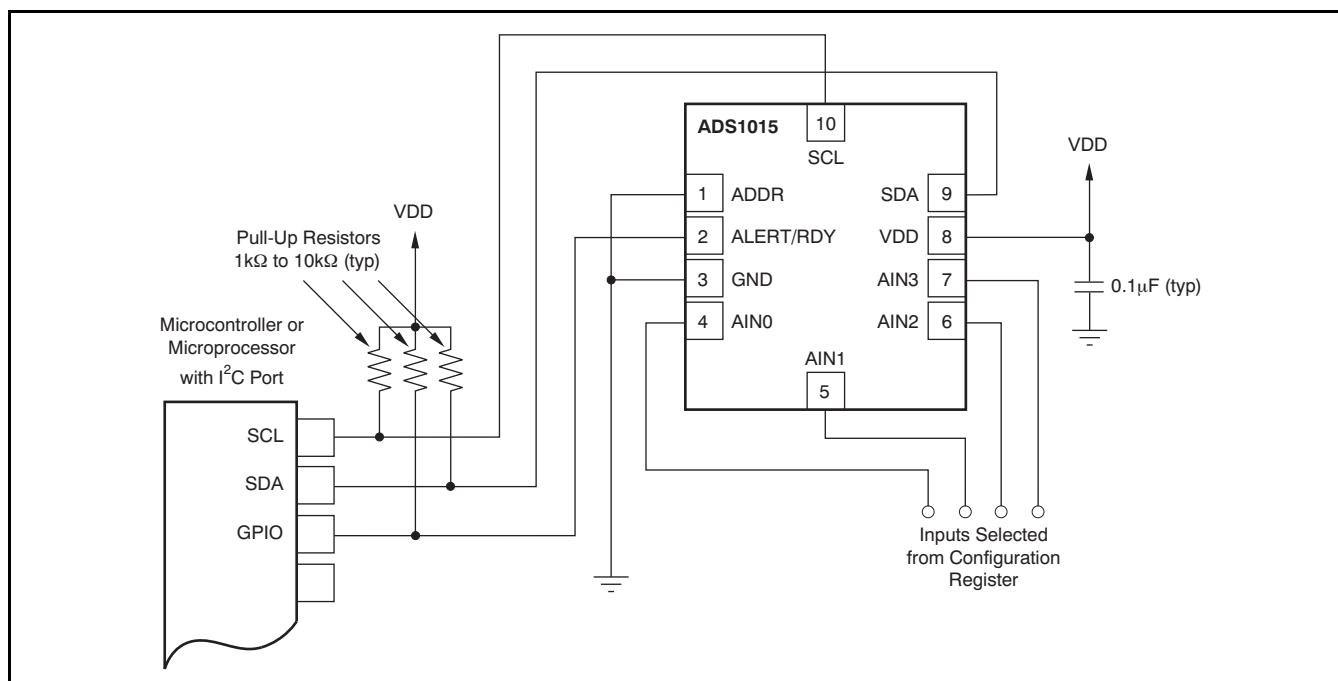 ADS1015
10
SCL
1 ADDR
SDA 9
2 ALERT/RDY
VDD 8
3 GND
AIN3 7
4 AIN0
AIN2 6
AIN1
5
VDD
0.1μF (typ)
VDD
Pull-Up Resistors
1kΩ to 10kΩ (typ)
Microcontroller or
Microprocessor
with I²C Port
SCL
SDA
GPIO
Inputs Selected
from Configuration
Register